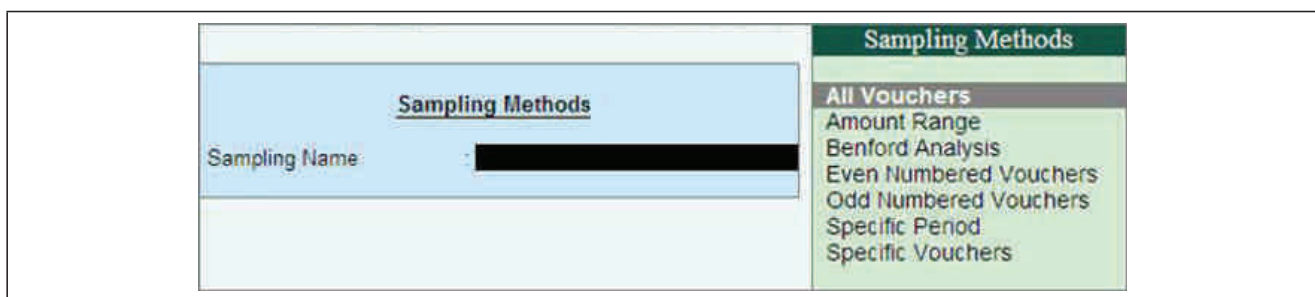 Sampling Methods
Sampling Name :
Sampling Methods
All Vouchers
Amount Range
Benford Analysis
Even Numbered Vouchers
Odd Numbered Vouchers
Specific Period
Specific Vouchers